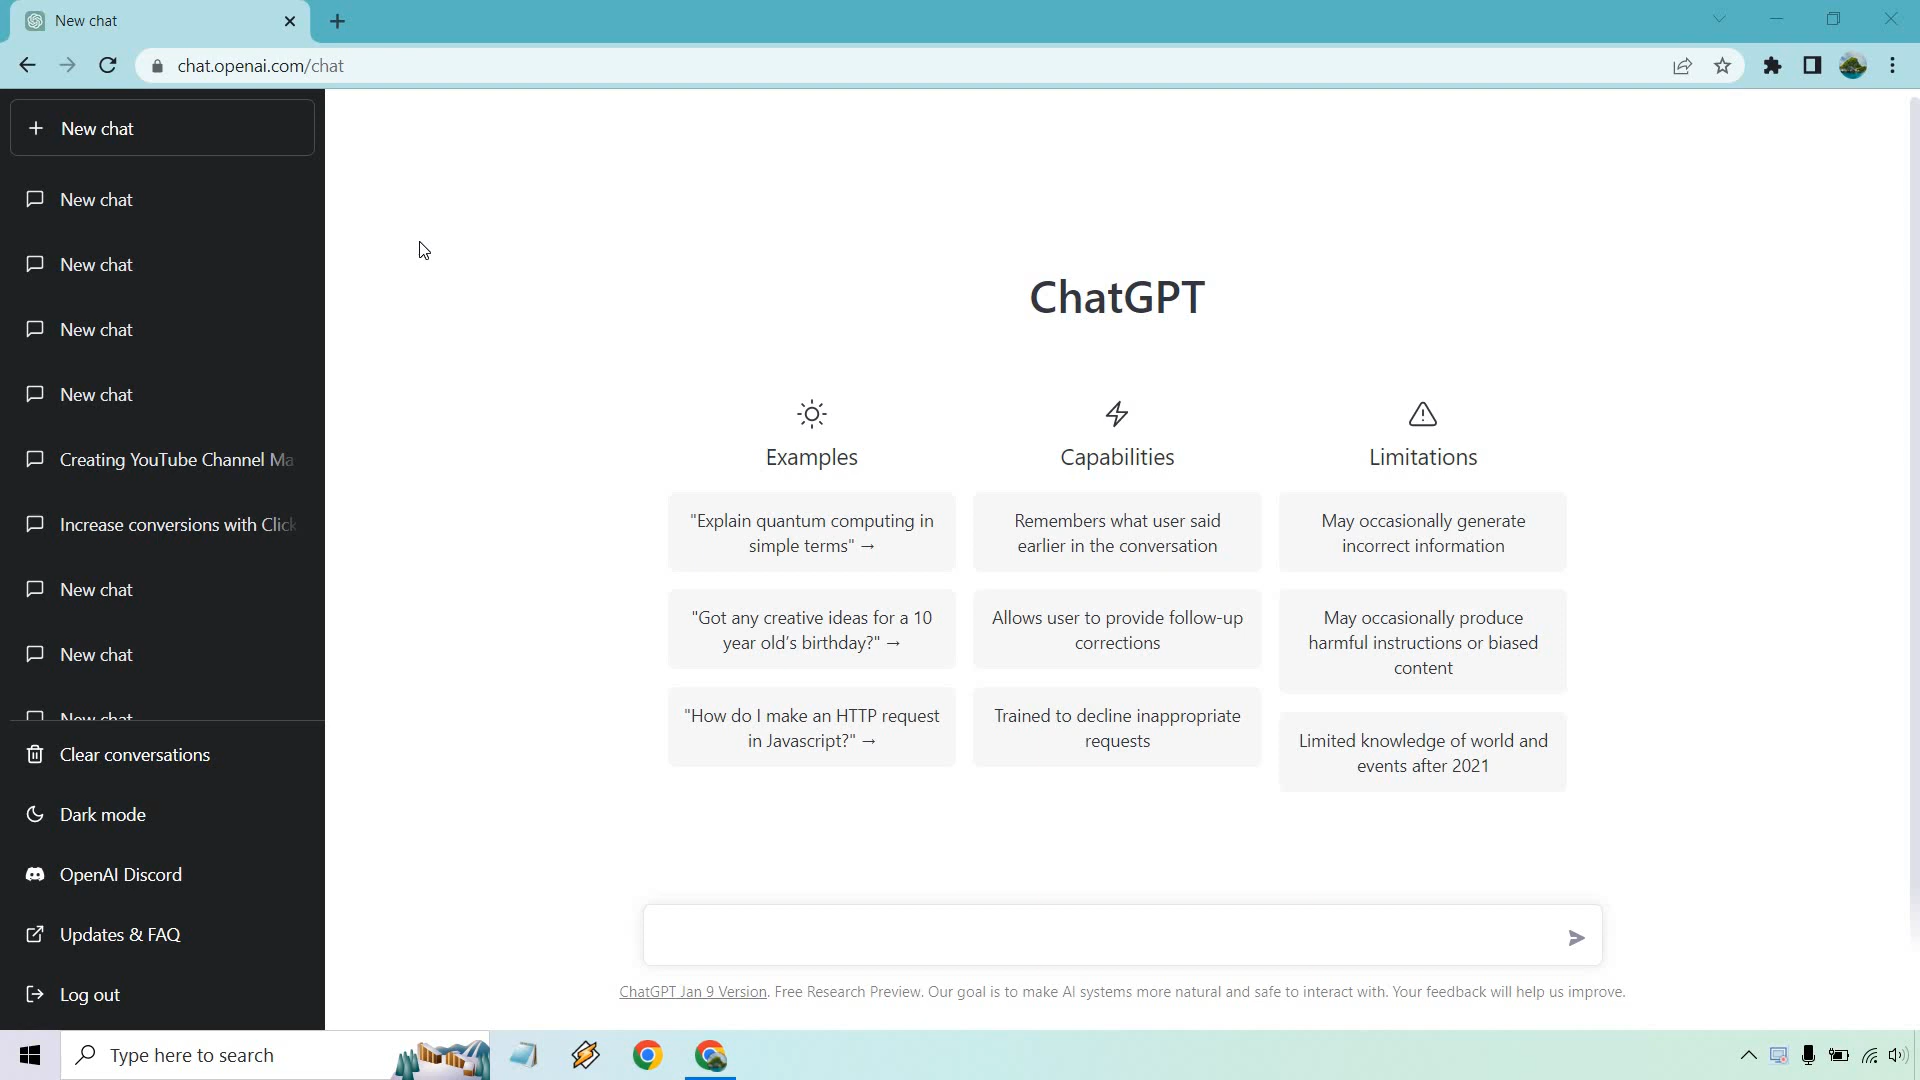 New chat
chat.openai.com/chat
New chat
New chat
New chat
New chat
New chat
Creating YouTube Channel Ma
Increase conversions with Click
New chat
New chat
New chat
Clear conversations
Dark mode
OpenAI Discord
Updates & FAQ
Log out
ChatGPT
Examples
"Explain quantum computing in
simple terms" →
"Got any creative ideas for a 10
year old's birthday?" →
"How do I make an HTTP request
in Javascript?" →
Capabilities
Remembers what user said
earlier in the conversation
Allows user to provide follow-up
corrections
Trained to decline inappropriate
requests
Limitations
May occasionally generate
incorrect information
May occasionally produce
harmful instructions or biased
content
Limited knowledge of world and
events after 2021
ChatGPT Jan 9 Version. Free Research Preview. Our goal is to make AI systems more natural and safe to interact with. Your feedback will help us improve.
Type here to search